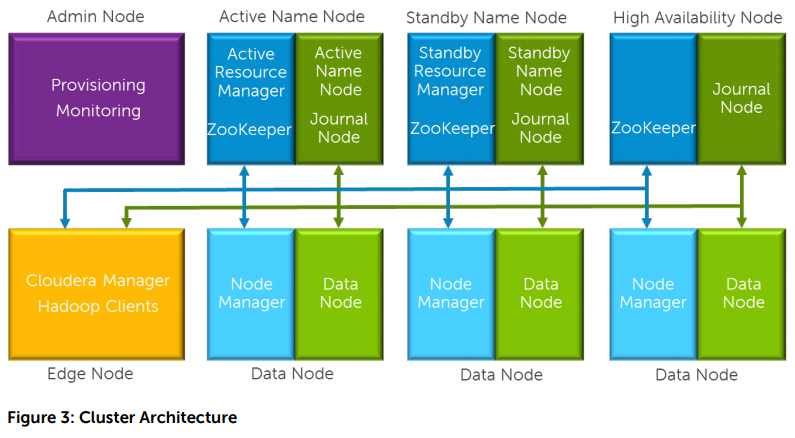 Admin Node
Active Name Node
Standby Name Node
High Availability Node
Provisioning
Monitoring
Active
Resource
Manager
ZooKeeper
Active
Name
Node
Journal
Node
Standby
Resource
Manager
ZooKeeper
Standby
Name
Node
Journal
Node
ZooKeeper
Journal
Node
Cloudera Manager
Hadoop Clients
Node
Manager
Data
Node
Node
Manager
Data
Node
Node
Manager
Data
Node
Edge Node
Data Node
Data Node
Data Node
Figure 3: Cluster Architecture